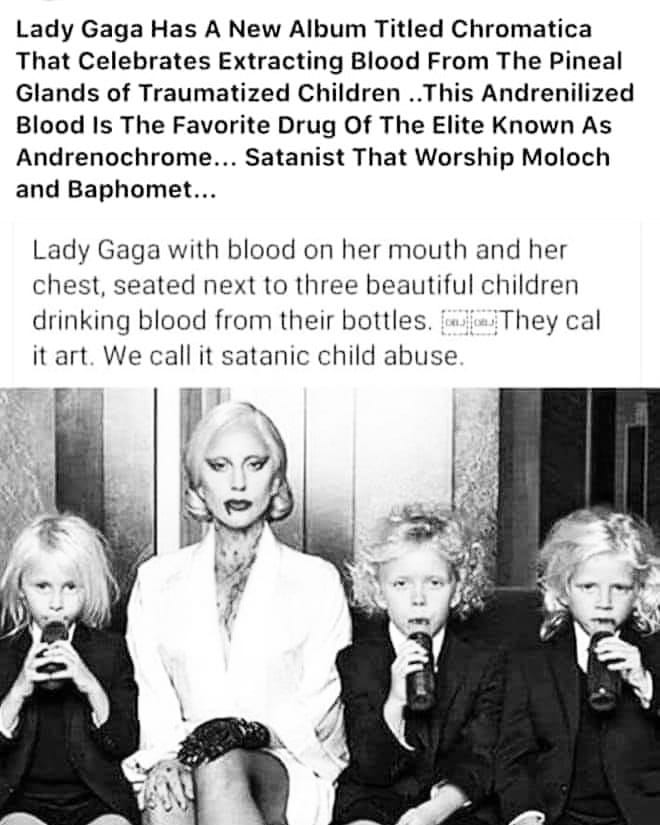 Lady Gaga Has A New Album Titled Chromatica
That Celebrates Extracting Blood From The Pineal
Glands of Traumatized Children ..This Andrenilized
Blood Is The Favorite Drug Of The Elite Known As
Andrenochrome... Satanist That Worship Moloch
and Baphomet...
Lady Gaga with blood on her mouth and her
chest, seated next to three beautiful children
drinking blood from their bottles. OBJ OBJ They cal
it art. We call it satanic child abuse.